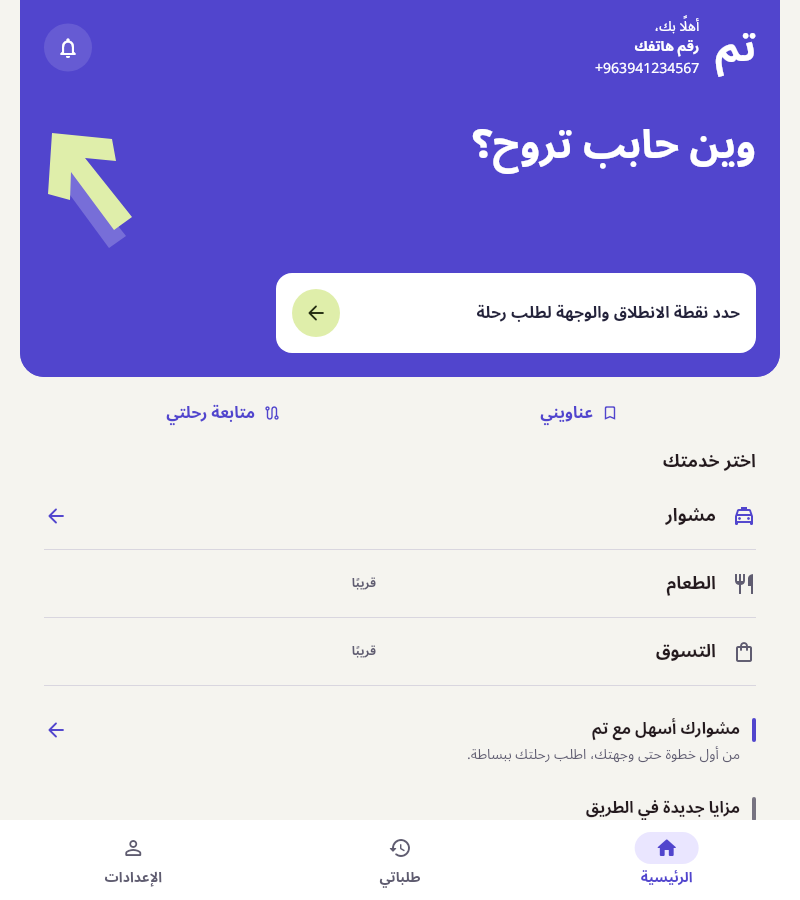 تم
أهلًا بك،
رقم هاتفك
+963941234567
وين حابب تروح؟
حدد نقطة الانطلاق والوجهة لطلب رحلة
عناويني
متابعة رحلتي
اختر خدمتك
مشوار
الطعام
قريبًا
التسوق
قريبًا
مشوارك أسهل مع تم
من أول خطوة حتى وجهتك، اطلب رحلتك ببساطة.
مزايا جديدة في الطريق
الرئيسية
طلباتي
الإعدادات